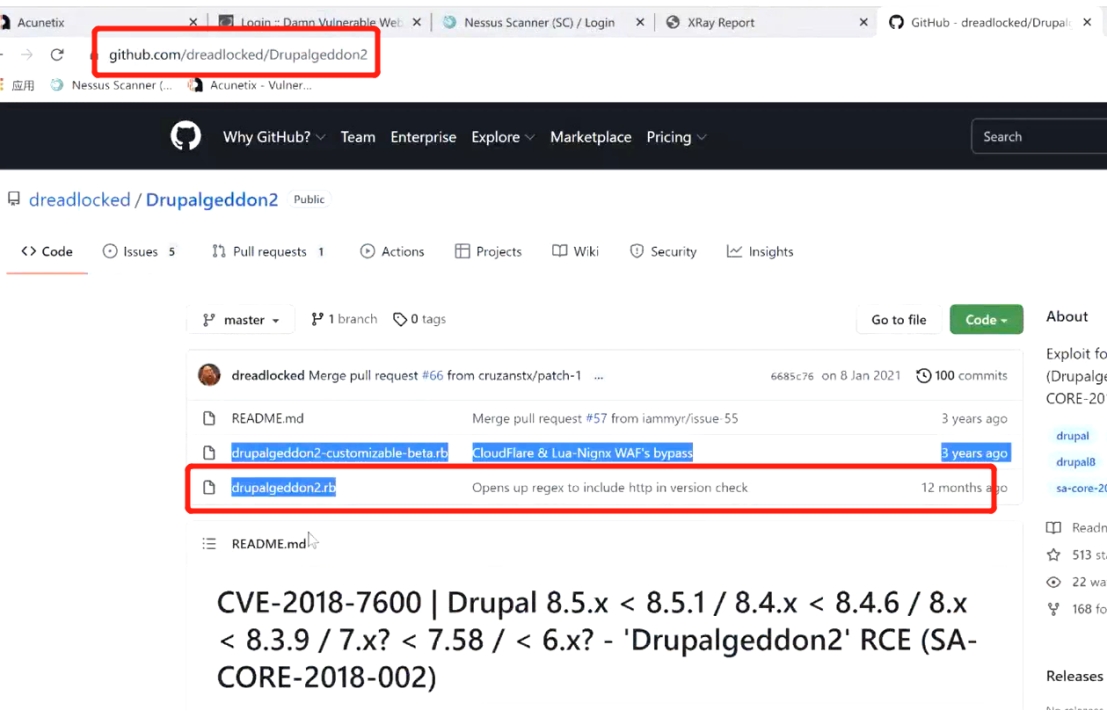 Acunetix × Login :: Damn Vulnerable Web × Nessus Scanner (SC) / Login × XRay Report × GitHub - dreadlocked/Drupal ×
github.com/dreadlocked/Drupalgeddon2
应用 Nessus Scanner (... Acunetix - Vulner...
Why GitHub? Team Enterprise Explore Marketplace Pricing Search
dreadlocked / Drupalgeddon2 Public
<> Code Issues 5 Pull requests 1 Actions Projects Wiki Security Insights
master 1 branch 0 tags Go to file Code
About
dreadlocked Merge pull request #66 from cruzanstx/patch-1 ... 6685c76 on 8 Jan 2021 100 commits
README.md Merge pull request #57 from iammyr/issue-55 3 years ago
drupalgeddon2-customizable-beta.rb CloudFlare & Lua-Nignx WAF's bypass 3 years ago
drupalgeddon2.rb Opens up regex to include http in version check 12 months ago
Exploit fo
(Drupalge
CORE-20
drupal
drupal8
sa-core-20
README.md
CVE-2018-7600 | Drupal 8.5.x < 8.5.1 / 8.4.x < 8.4.6 / 8.x
< 8.3.9 / 7.x? < 7.58 / < 6.x? - 'Drupalgeddon2' RCE (SA-
CORE-2018-002)
Readn
513 sta
22 wa
168 fo
Releases